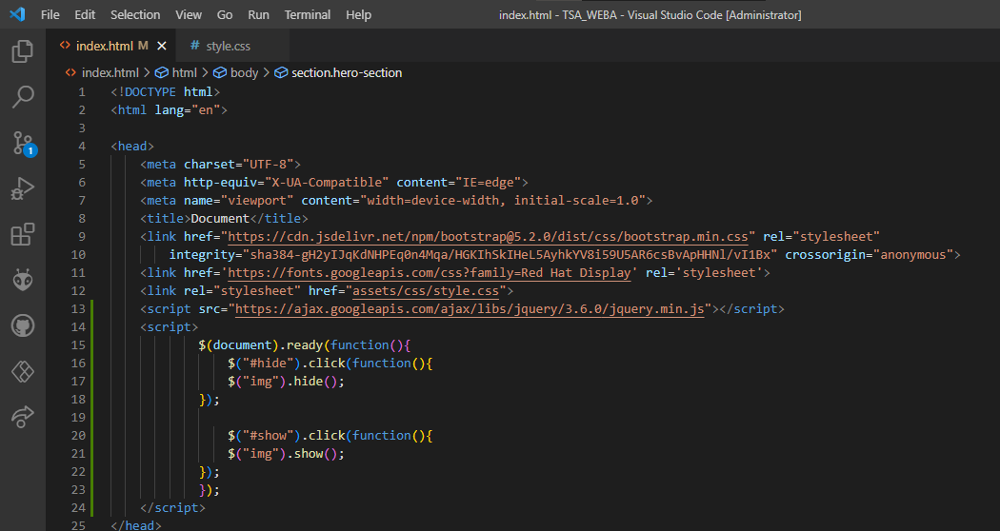 File Edit Selection View Go Run Terminal Help index.html - TSA_WEBA - Visual Studio Code [Administrator]
<> index.html M × # style.css
<> index.html > html > body > section.hero-section
1 <!DOCTYPE html>
2 <html lang="en">
3
4 <head>
5 <meta charset="UTF-8">
6 <meta http-equiv="X-UA-Compatible" content="IE=edge">
7 <meta name="viewport" content="width=device-width, initial-scale=1.0">
8 <title>Document</title>
9 <link href="https://cdn.jsdelivr.net/npm/bootstrap@5.2.0/dist/css/bootstrap.min.css" rel="stylesheet"
10 integrity="sha384-gH2yIJqKdNHPEq0n4Mqa/HGKIhSkIHeL5AyhkYV8i59U5AR6csBvApHHNl/vI1Bx" crossorigin="anonymous">
11 <link href='https://fonts.googleapis.com/css?family=Red Hat Display' rel='stylesheet'>
12 <link rel="stylesheet" href="assets/css/style.css">
13 <script src="https://ajax.googleapis.com/ajax/libs/jquery/3.6.0/jquery.min.js"></script>
14 <script>
15 $(document).ready(function(){
16 $("#hide").click(function(){
17 $("img").hide();
18 });
19
20 $("#show").click(function(){
21 $("img").show();
22 });
23 });
24 </script>
25 </head>
1